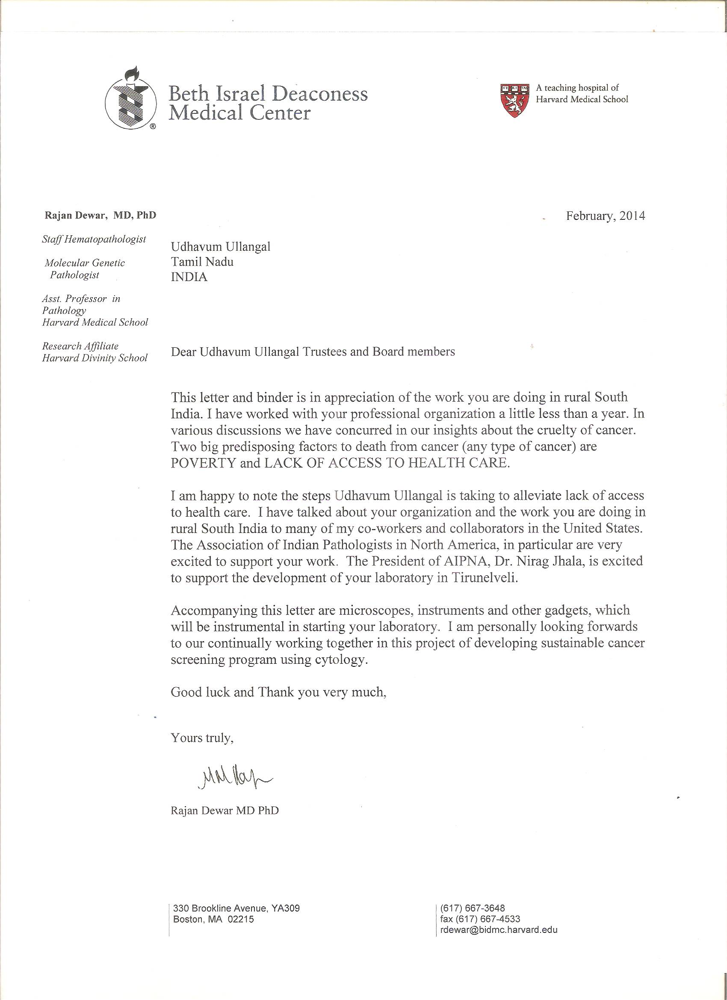 Beth Israel Deaconess
Medical Center
®
VE RI TAS
A teaching hospital of
Harvard Medical School
Rajan Dewar, MD, PhD
Staff Hematopathologist
Molecular Genetic
Pathologist
Asst. Professor in
Pathology
Harvard Medical School
Research Affiliate
Harvard Divinity School
February, 2014
Udhavum Ullangal
Tamil Nadu
INDIA
Dear Udhavum Ullangal Trustees and Board members
This letter and binder is in appreciation of the work you are doing in rural South
India. I have worked with your professional organization a little less than a year. In
various discussions we have concurred in our insights about the cruelty of cancer.
Two big predisposing factors to death from cancer (any type of cancer) are
POVERTY and LACK OF ACCESS TO HEALTH CARE.
I am happy to note the steps Udhavum Ullangal is taking to alleviate lack of access
to health care. I have talked about your organization and the work you are doing in
rural South India to many of my co-workers and collaborators in the United States.
The Association of Indian Pathologists in North America, in particular are very
excited to support your work. The President of AIPNA, Dr. Nirag Jhala, is excited
to support the development of your laboratory in Tirunelveli.
Accompanying this letter are microscopes, instruments and other gadgets, which
will be instrumental in starting your laboratory. I am personally looking forwards
to our continually working together in this project of developing sustainable cancer
screening program using cytology.
Good luck and Thank you very much,
Yours truly,
Rajan Dewar MD PhD
330 Brookline Avenue, YA309
Boston, MA 02215
(617) 667-3648
fax (617) 667-4533
rdewar@bidmc.harvard.edu